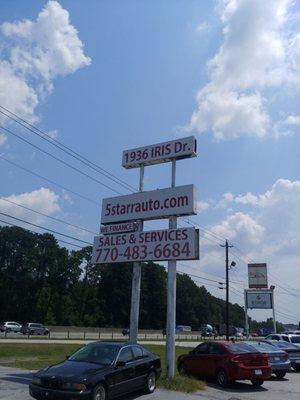 1936 IRIS Dr.
5starrauto.com
WE FINANCE
SALES & SERVICES
770-483-6684